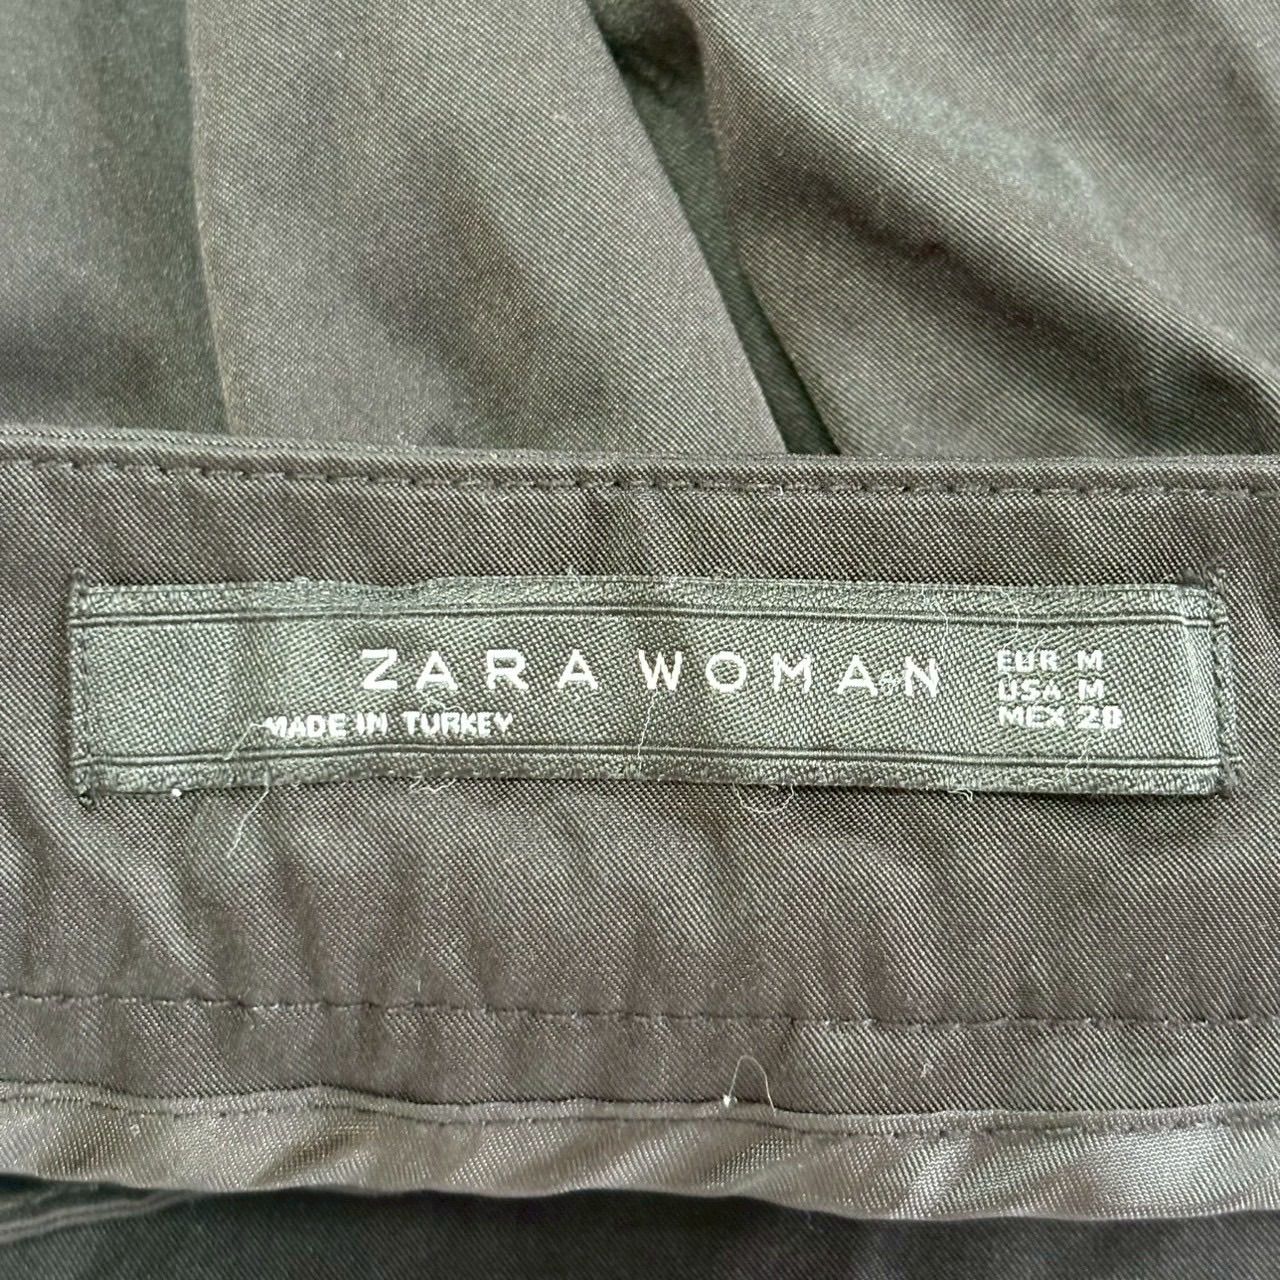 ZARA WOMAN
MADE IN TURKEY
EUR M
USA M
MEX 28